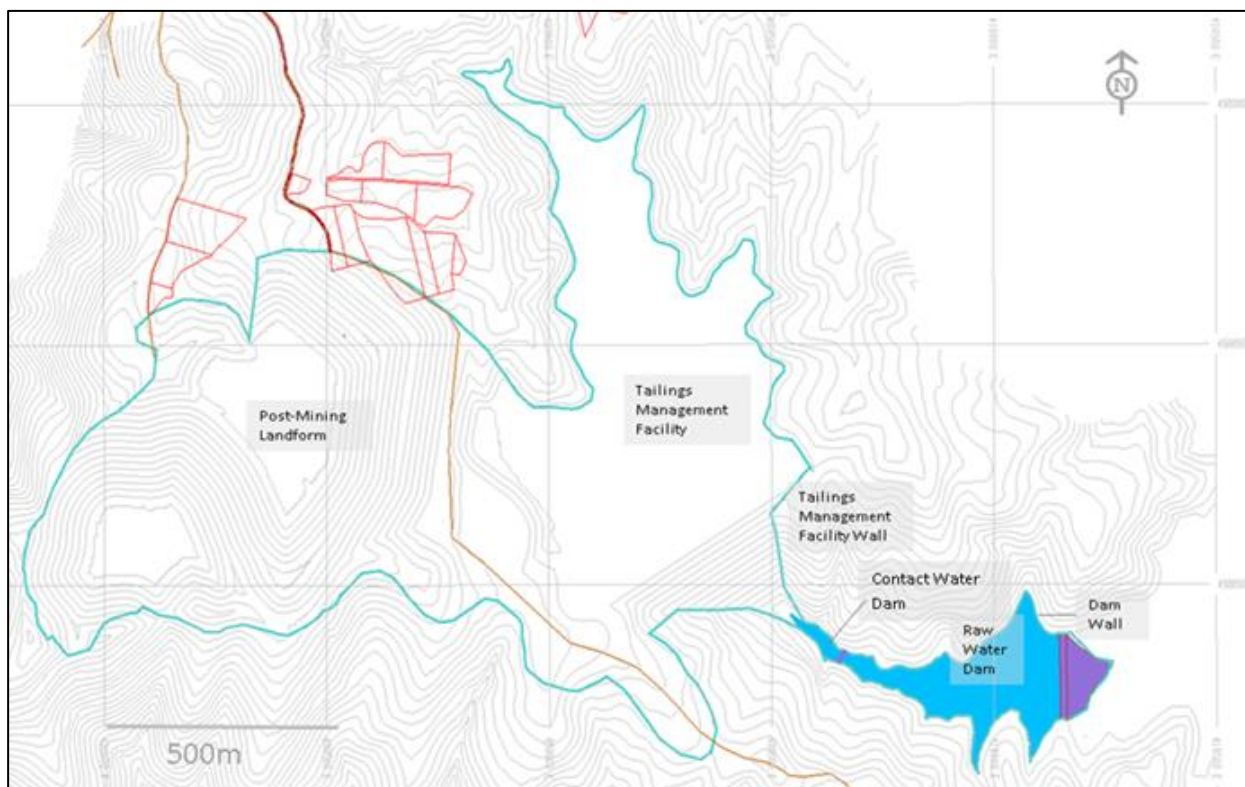 N
Post-Mining
Landform
Tailings
Management
Facility
Tailings
Management
Facility Wall
Contact Water
Dam
Raw
Water
Dam
Dam
Wall
500m